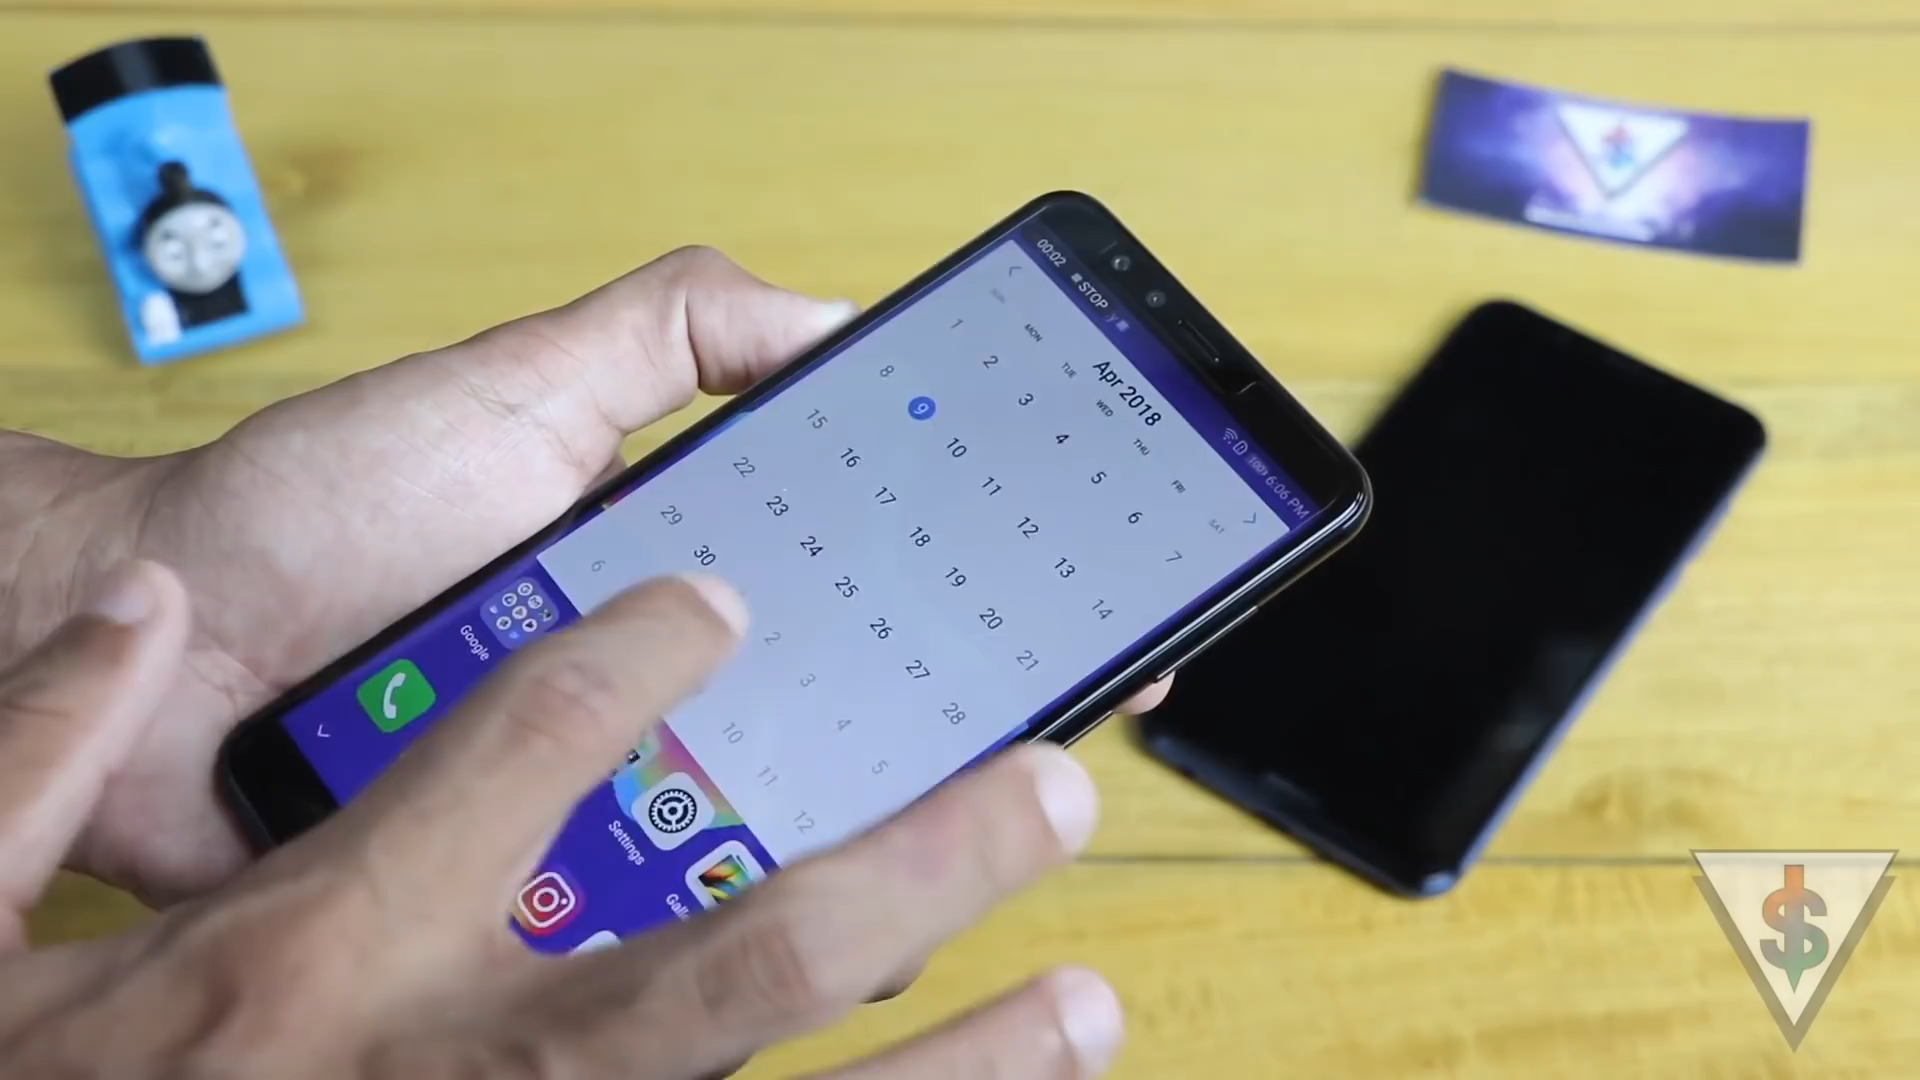 00:02 STOP
100 6:06 PM
Apr 2018
SUN MON TUE WED THU FRI SAT
1 2 3 4 5 6 7
8 9 10 11 12 13 14
15 16 17 18 19 20 21
22 23 24 25 26 27 28
29 30 2 3 4 5
6 10 11 12
Google
Settings
$